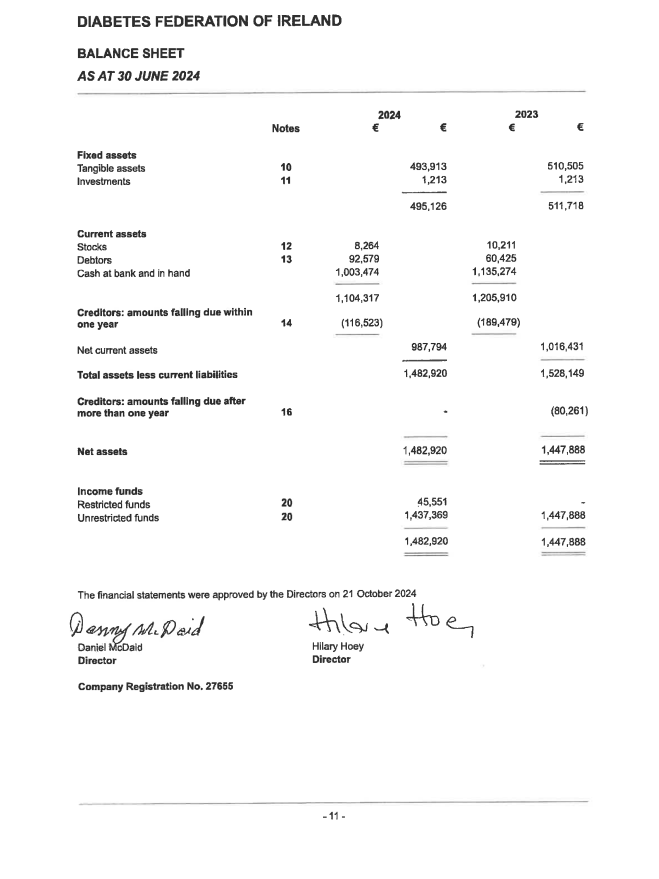 DIABETES FEDERATION OF IRELAND
BALANCE SHEET
AS AT 30 JUNE 2024
2024 2023
Notes € € € €
Fixed assets
Tangible assets 10 493,913 510,505
Investments 11 1,213 1,213
495,126 511,718
Current assets
Stocks 12 8,264 10,211
Debtors 13 92,579 60,425
Cash at bank and in hand 1,003,474 1,135,274
1,104,317 1,205,910
Creditors: amounts falling due within
one year 14 (116,523) (189,479)
Net current assets 987,794 1,016,431
Total assets less current liabilities 1,482,920 1,528,149
Creditors: amounts falling due after
more than one year 16 - (80,261)
Net assets 1,482,920 1,447,888
Income funds
Restricted funds 20 45,551 -
Unrestricted funds 20 1,437,369 1,447,888
1,482,920 1,447,888
The financial statements were approved by the Directors on 21 October 2024
Danny McDaid Hilary Hoey
Daniel McDaid Hilary Hoey
Director Director
Company Registration No. 27655
- 11 -